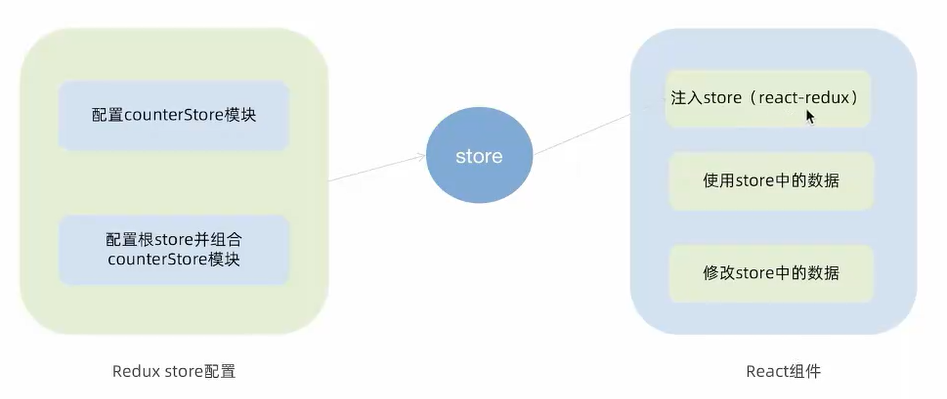 配置counterStore模块
配置根store并组合
counterStore模块
Redux store配置
store
注入store（react-redux）
使用store中的数据
修改store中的数据
React组件